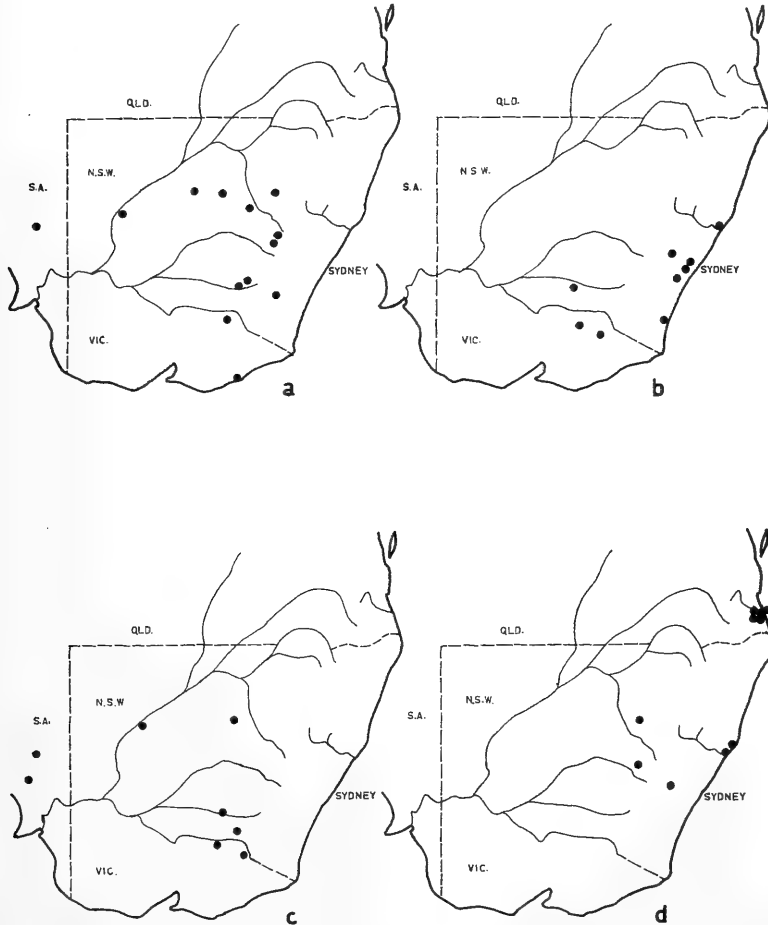 QLD.
N.S.W.
S.A.
SYDNEY
VIC.
a
QLD.
N S W.
S.A.
SYDNEY
VIC.
b
QLD.
N.S.W
S.A.
SYDNEY
VIC.
c
QLD.
N.S.W.
S.A.
SYDNEY
VIC.
d